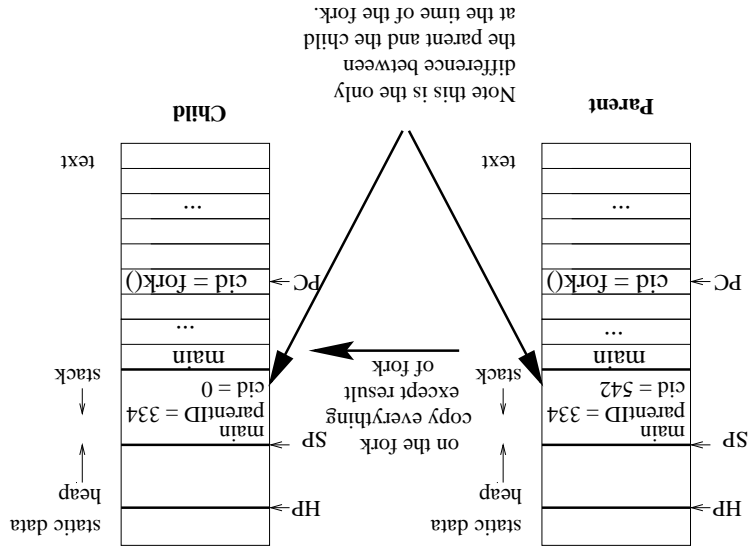 static data
HP
heap
SP
main
parentID = 334
cid = 542
stack
main
...
PC
cid = fork()
...
text
Parent
on the fork
copy everything
except result
of fork
static data
HP
heap
SP
main
parentID = 334
cid = 0
stack
main
...
PC
cid = fork()
...
text
Child
Note this is the only
difference between
the parent and the child
at the time of the fork.